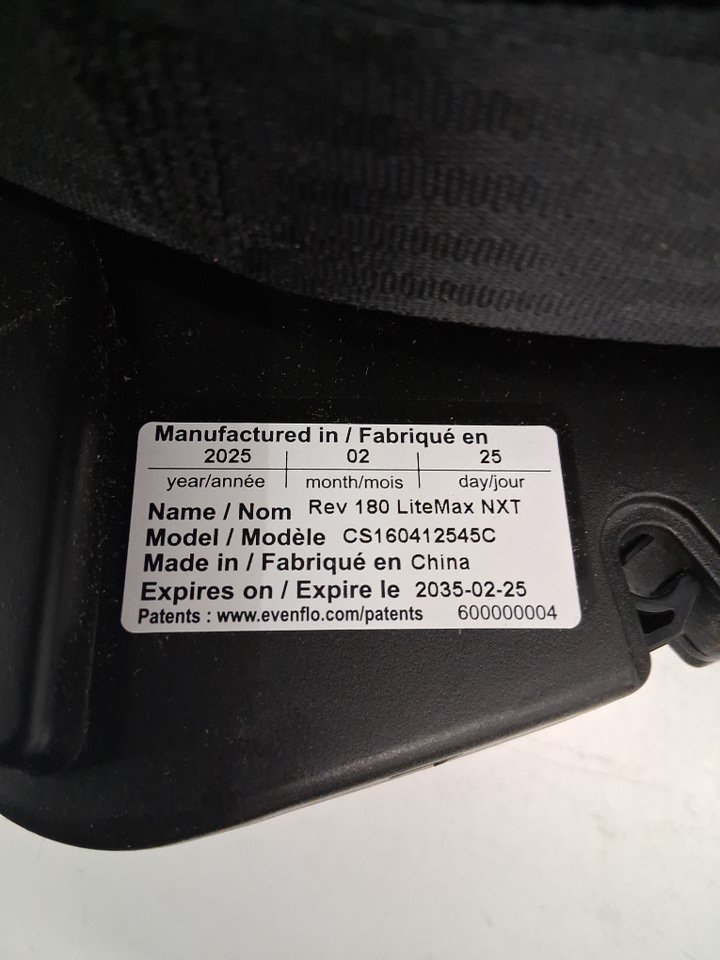 Manufactured in / Fabriqué en
2025 02 25
year/année month/mois day/jour
Name / Nom Rev 180 LiteMax NXT
Model / Modèle CS160412545C
Made in / Fabriqué en China
Expires on / Expire le 2035-02-25
Patents : www.evenflo.com/patents 600000004